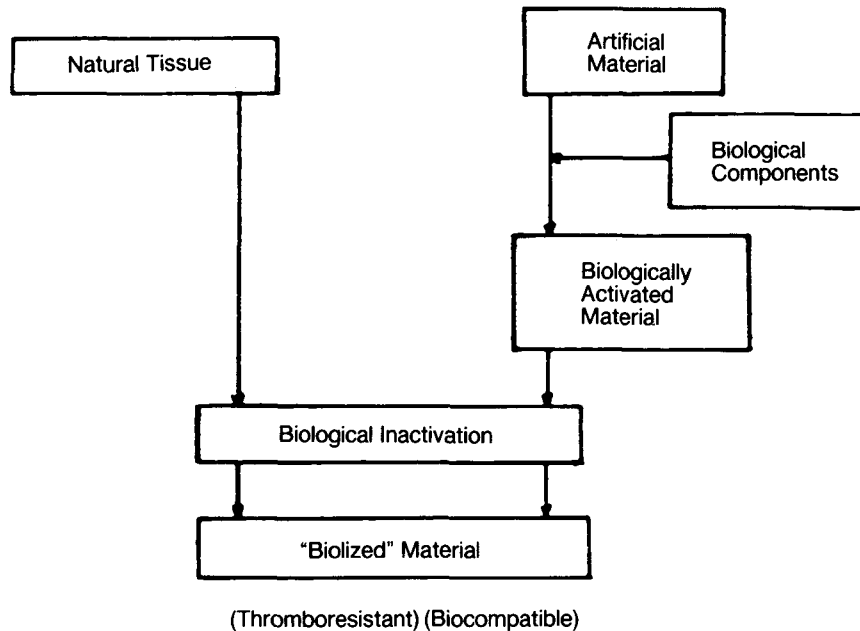 Natural Tissue
Artificial
Material
Biological
Components
Biologically
Activated
Material
Biological Inactivation
“Biolized” Material
(Thromboresistant) (Biocompatible)